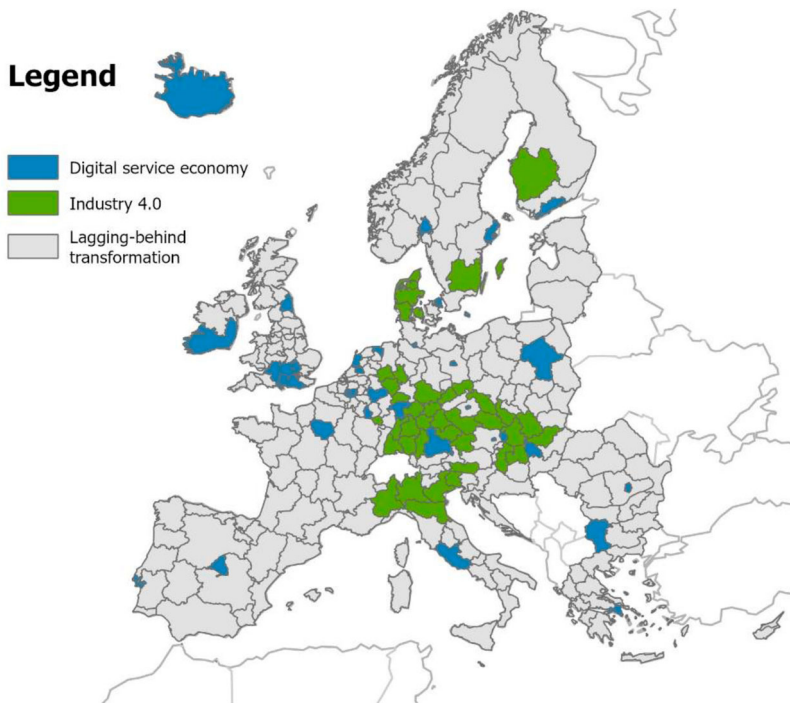 Legend
Digital service economy
Industry 4.0
Lagging-behind
transformation